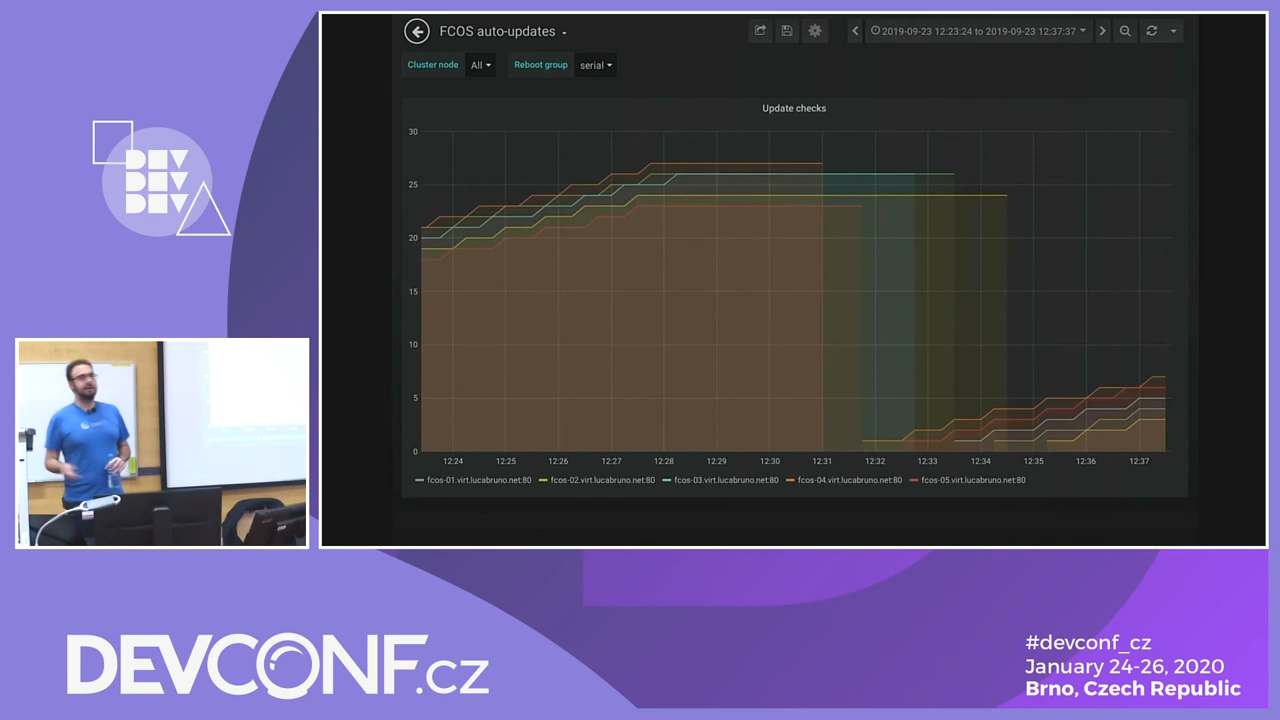 FCOS auto-updates
2019-09-23 12:23:24 to 2019-09-23 12:37:37
Cluster node All Reboot group serial
Update checks
30
25
20
15
10
5
0
12:24 12:25 12:26 12:27 12:28 12:29 12:30 12:31 12:32 12:33 12:34 12:35 12:36 12:37
fcos-01.virt.lucabruno.net:80 fcos-02.virt.lucabruno.net:80 fcos-03.virt.lucabruno.net:80 fcos-04.virt.lucabruno.net:80 fcos-05.virt.lucabruno.net:80
DEV
DEV
DEV
DEVCONF.cz
#devconf_cz
January 24-26, 2020
Brno, Czech Republic